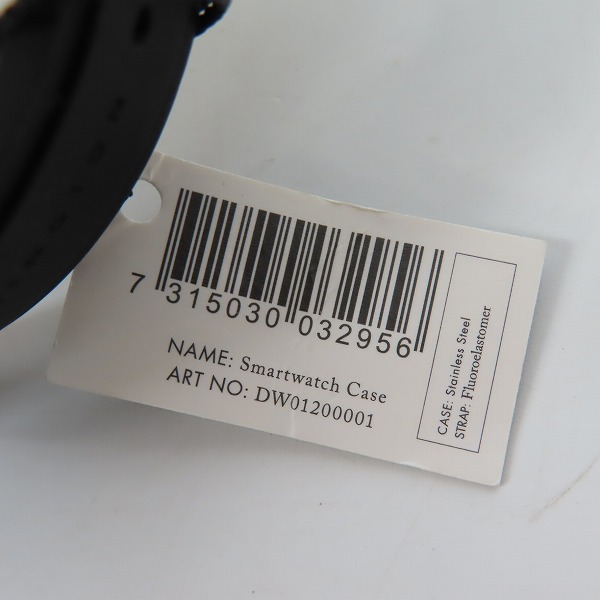 7 315030 032956
NAME: Smartwatch Case
ART NO: DW01200001
CASE: Stainless Steel
STRAP: Fluoroelastomer